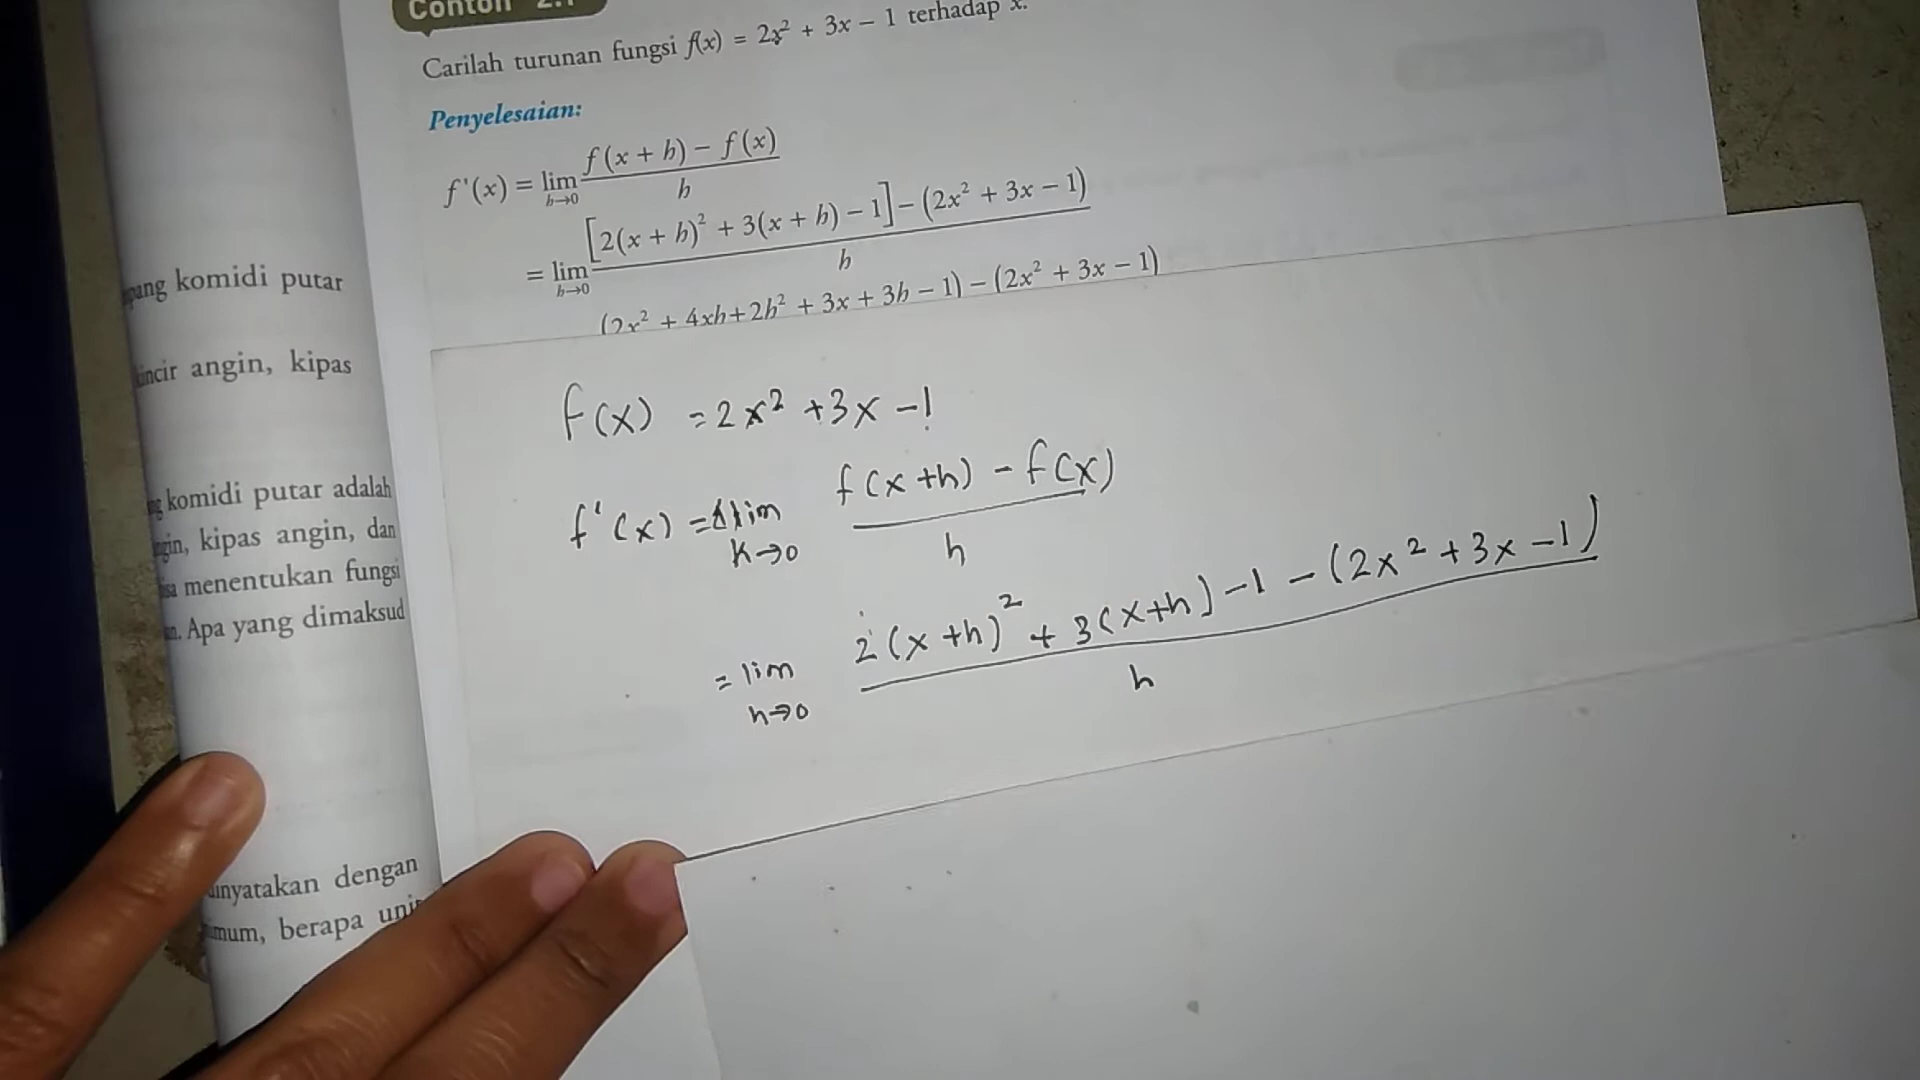 Contoh 2.1
Carilah turunan fungsi f(x) = 2x² + 3x − 1 terhadap x.
Penyelesaian:
f'(x) = lim h→0 f(x + h) − f(x) / h
= lim h→0 [2(x + h)² + 3(x + h) − 1] − (2x² + 3x − 1) / h
(2x² + 4xh + 2h² + 3x + 3h − 1) − (2x² + 3x − 1)
komidi putar
angin, kipas
komidi putar adalah
kipas angin, dan
menentukan fungsi
Apa yang dimaksud
dengan
berapa
f(x) = 2x² + 3x − 1
f'(x) = lim h→0 f(x + h) − f(x) / h
= lim h→0 2(x + h)² + 3(x + h) − 1 − (2x² + 3x − 1) / h